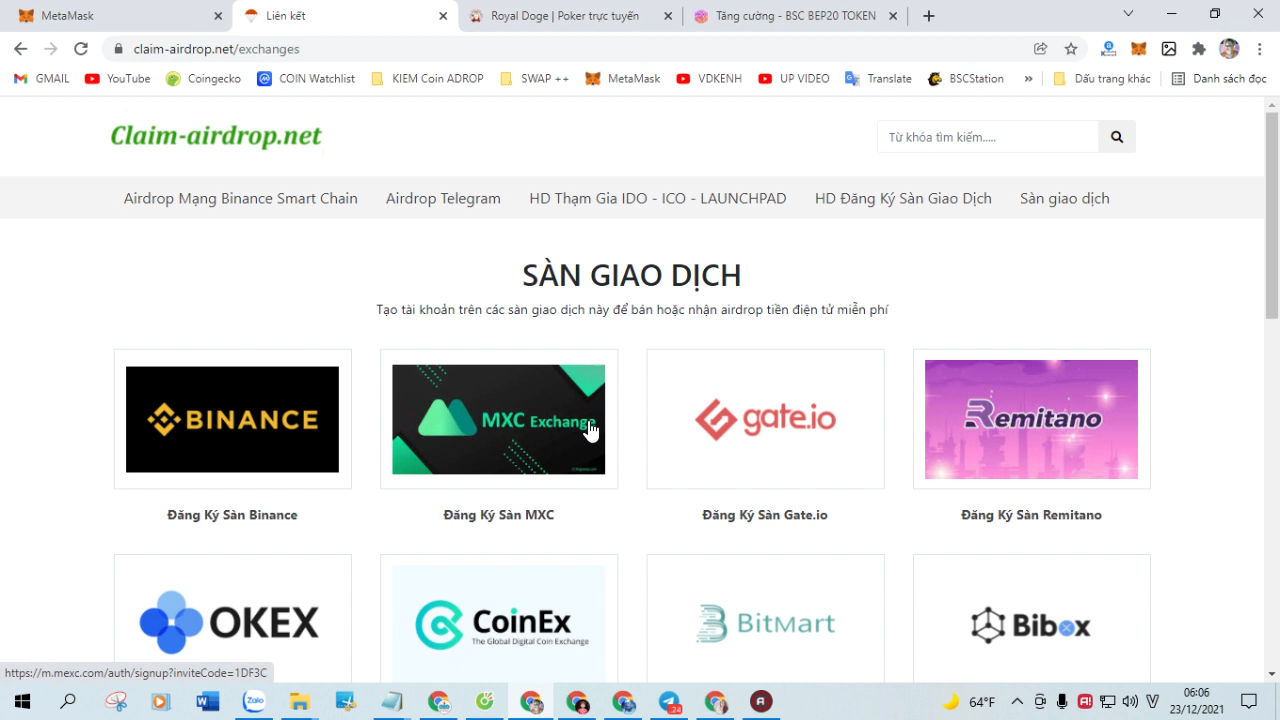 MetaMask
Liên kết
Royal Doge | Poker trực tuyến
Tăng cường - BSC BEP20 TOKEN
claim-airdrop.net/exchanges
GMAIL
YouTube
Coingecko
COIN Watchlist
KIEM Coin ADROP
SWAP ++
MetaMask
VDKENH
UP VIDEO
Translate
BSCStation
»
Dấu trang khác
Danh sách đọc
Claim-airdrop.net
Từ khóa tìm kiếm.....
Airdrop Mạng Binance Smart Chain
Airdrop Telegram
HD Thạm Gia IDO - ICO - LAUNCHPAD
HD Đăng Ký Sàn Giao Dịch
Sàn giao dịch
SÀN GIAO DỊCH
Tạo tài khoản trên các sàn giao dịch này để bán hoặc nhận airdrop tiền điện tử miễn phí
BINANCE
MXC Exchange
gate.io
Remitano
Đăng Ký Sàn Binance
Đăng Ký Sàn MXC
Đăng Ký Sàn Gate.io
Đăng Ký Sàn Remitano
OKEX
CoinEx
The Global Digital Coin Exchange
BitMart
Bibox
https://m.mexc.com/auth/signup?inviteCode=1DF3C
Zalo
24
64°F
06:06
23/12/2021